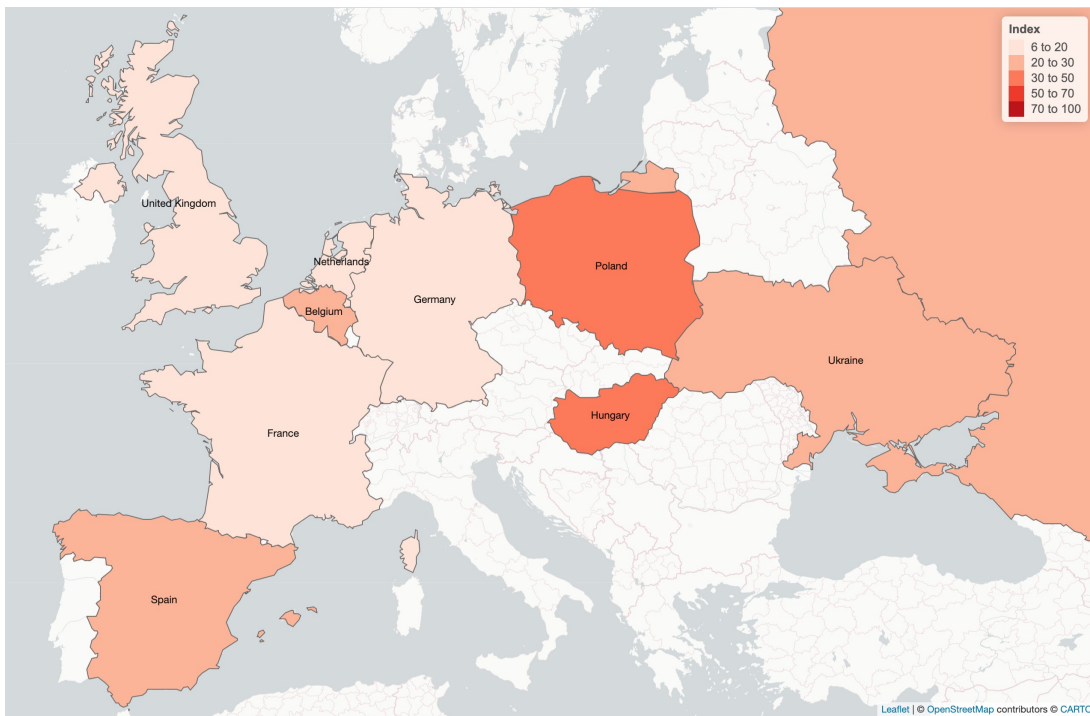 Index
6 to 20
20 to 30
30 to 50
50 to 70
70 to 100
United Kingdom
Netherlands
Poland
Germany
Belgium
Ukraine
Hungary
France
Spain
Leaflet | © OpenStreetMap contributors © CARTO